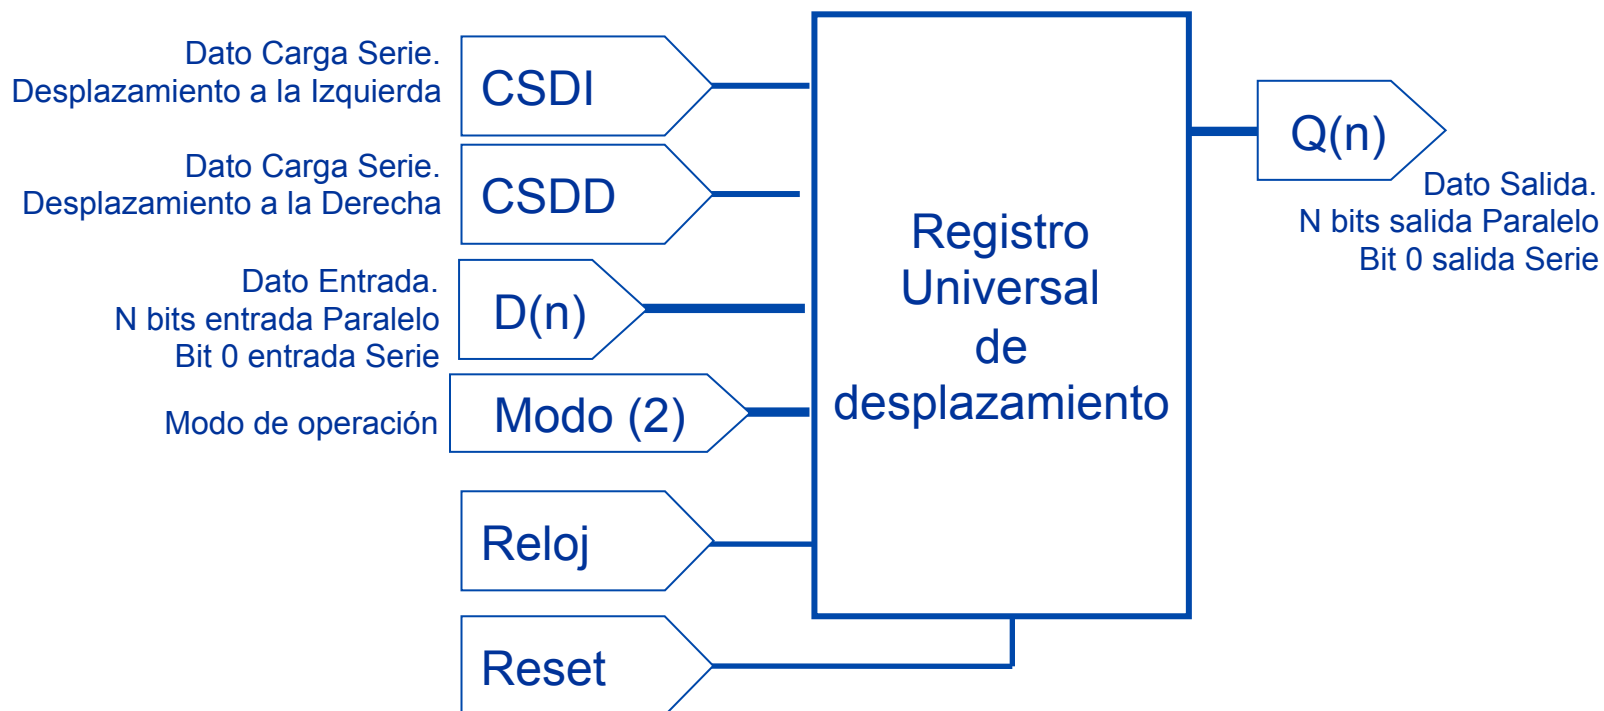 Dato Carga Serie.
Desplazamiento a la Izquierda
CSDI
Dato Carga Serie.
Desplazamiento a la Derecha
CSDD
Dato Entrada.
N bits entrada Paralelo
Bit 0 entrada Serie
D(n)
Modo de operación
Modo (2)
Reloj
Reset
Registro
Universal
de
desplazamiento
Q(n)
Dato Salida.
N bits salida Paralelo
Bit 0 salida Serie